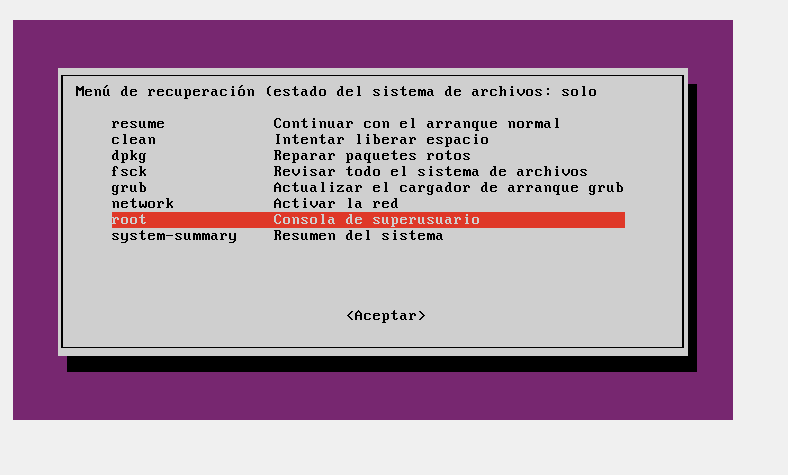 Menú de recuperación (estado del sistema de archivos: solo
resume Continuar con el arranque normal
clean Intentar liberar espacio
dpkg Reparar paquetes rotos
fsck Revisar todo el sistema de archivos
grub Actualizar el cargador de arranque grub
network Activar la red
root Consola de superusuario
system-summary Resumen del sistema
<Aceptar>